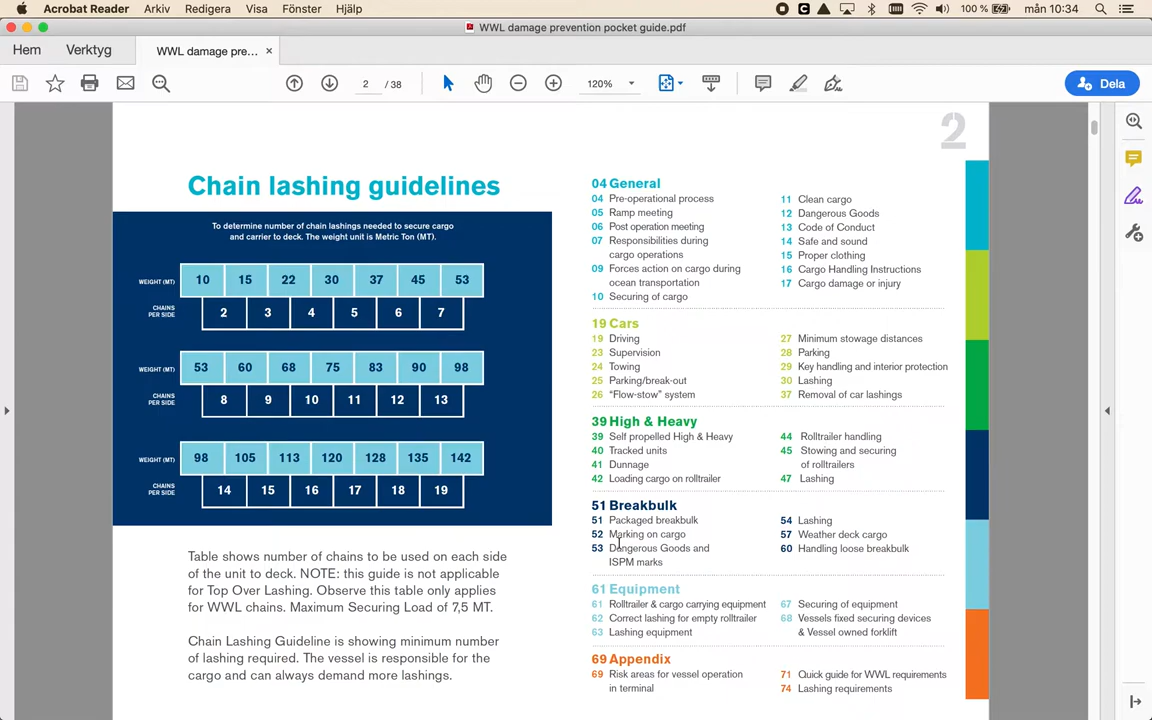 Acrobat Reader Arkiv Redigera Visa Fönster Hjälp 100 % mån 10:34
WWL damage prevention pocket guide.pdf
Hem Verktyg WWL damage pre... ×
2 / 38 120% Dela
2
Chain lashing guidelines
To determine number of chain lashings needed to secure cargo
and carrier to deck. The weight unit is Metric Ton (MT).
WEIGHT (MT) 10 15 22 30 37 45 53
CHAINS
PER SIDE 2 3 4 5 6 7
WEIGHT (MT) 53 60 68 75 83 90 98
CHAINS
PER SIDE 8 9 10 11 12 13
WEIGHT (MT) 98 105 113 120 128 135 142
CHAINS
PER SIDE 14 15 16 17 18 19
Table shows number of chains to be used on each side
of the unit to deck. NOTE: this guide is not applicable
for Top Over Lashing. Observe this table only applies
for WWL chains. Maximum Securing Load of 7,5 MT.
Chain Lashing Guideline is showing minimum number
of lashing required. The vessel is responsible for the
cargo and can always demand more lashings.
04 General
04 Pre-operational process
05 Ramp meeting
06 Post operation meeting
07 Responsibilities during
cargo operations
09 Forces action on cargo during
ocean transportation
10 Securing of cargo
11 Clean cargo
12 Dangerous Goods
13 Code of Conduct
14 Safe and sound
15 Proper clothing
16 Cargo Handling Instructions
17 Cargo damage or injury
19 Cars
19 Driving
23 Supervision
24 Towing
25 Parking/break-out
26 “Flow-stow” system
27 Minimum stowage distances
28 Parking
29 Key handling and interior protection
30 Lashing
37 Removal of car lashings
39 High & Heavy
39 Self propelled High & Heavy
40 Tracked units
41 Dunnage
42 Loading cargo on rolltrailer
44 Rolltrailer handling
45 Stowing and securing
of rolltrailers
47 Lashing
51 Breakbulk
51 Packaged breakbulk
52 Marking on cargo
53 Dangerous Goods and
ISPM marks
54 Lashing
57 Weather deck cargo
60 Handling loose breakbulk
61 Equipment
61 Rolltrailer & cargo carrying equipment
62 Correct lashing for empty rolltrailer
63 Lashing equipment
67 Securing of equipment
68 Vessels fixed securing devices
& Vessel owned forklift
69 Appendix
69 Risk areas for vessel operation
in terminal
71 Quick guide for WWL requirements
74 Lashing requirements